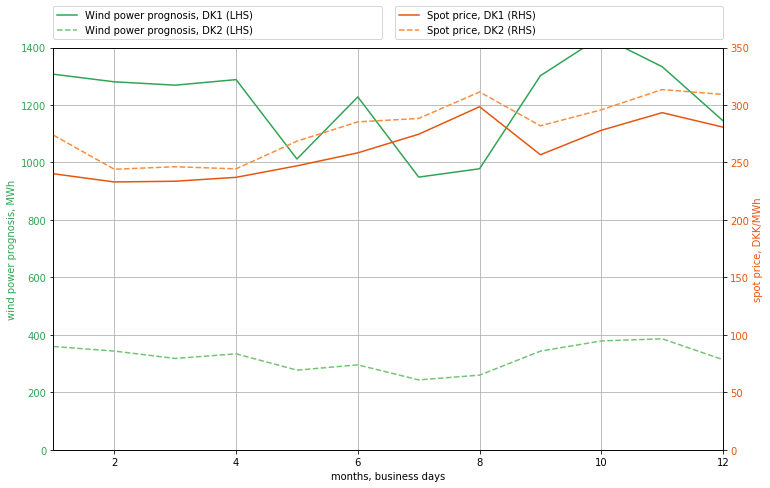 Wind power prognosis, DK1 (LHS)
Wind power prognosis, DK2 (LHS)
Spot price, DK1 (RHS)
Spot price, DK2 (RHS)
1400
1200
1000
800
600
400
200
0
wind power prognosis, MWh
350
300
250
200
150
100
50
0
spot price, DKK/MWh
2 4 6 8 10 12
months, business days